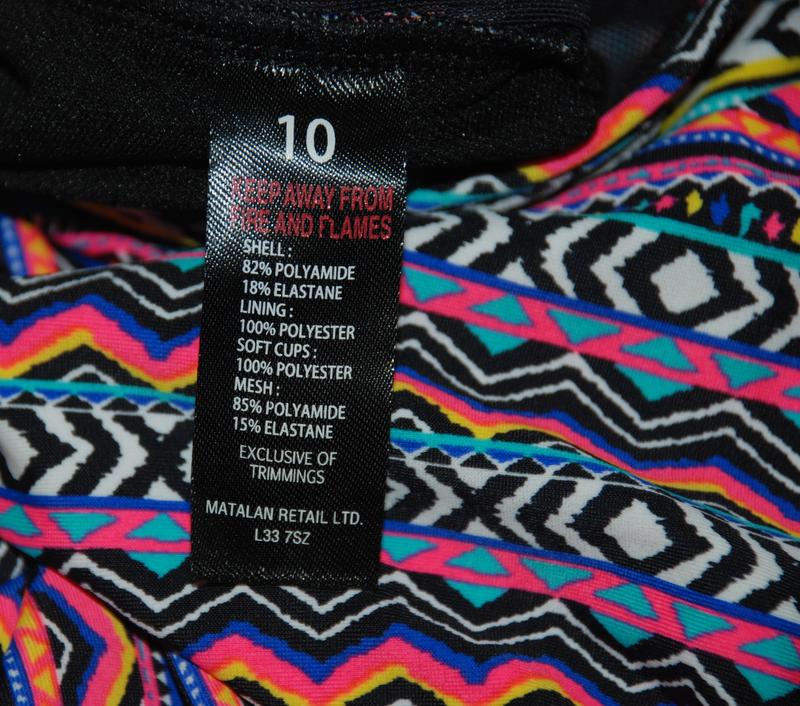 10
KEEP AWAY FROM
FIRE AND FLAMES
SHELL :
82% POLYAMIDE
18% ELASTANE
LINING :
100% POLYESTER
SOFT CUPS :
100% POLYESTER
MESH :
85% POLYAMIDE
15% ELASTANE
EXCLUSIVE OF
TRIMMINGS
MATALAN RETAIL LTD.
L33 7SZ